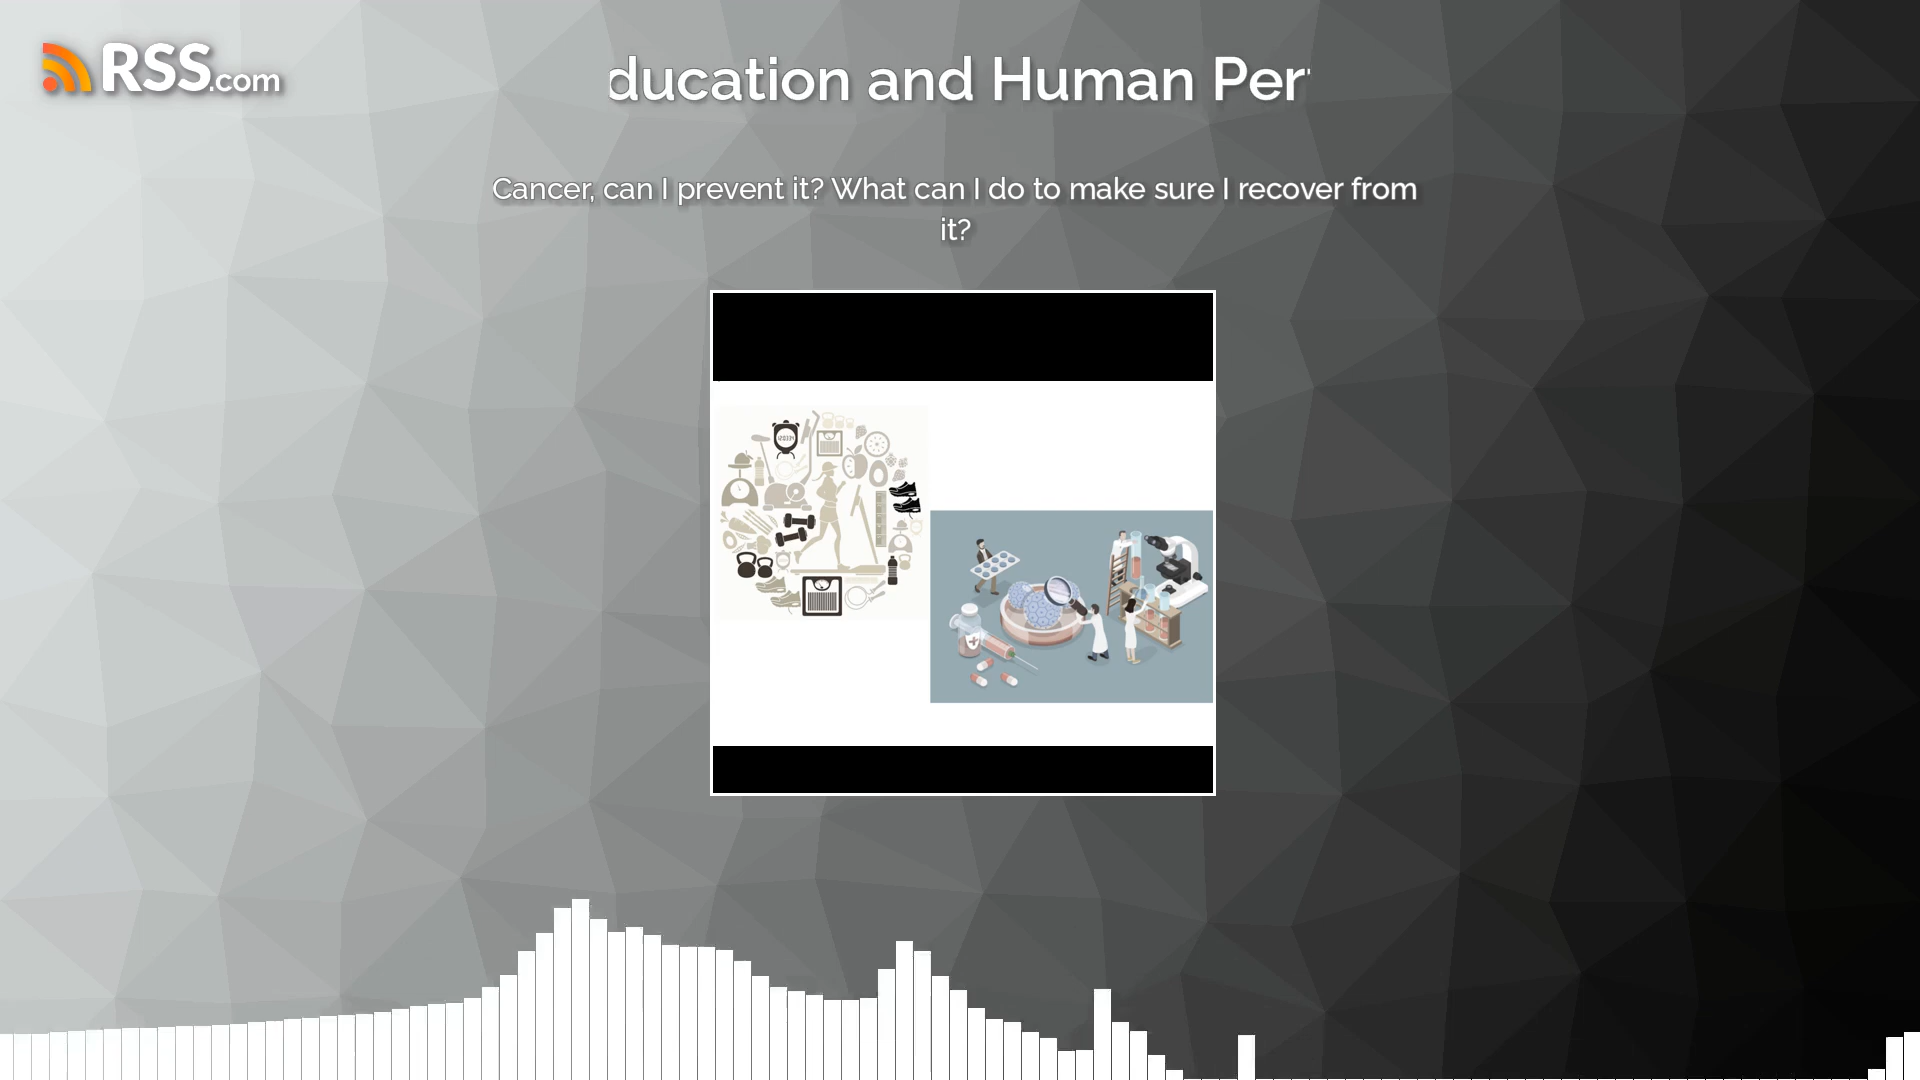 RSS.com
ducation and Human Per
Cancer, can I prevent it? What can I do to make sure I recover from
it?